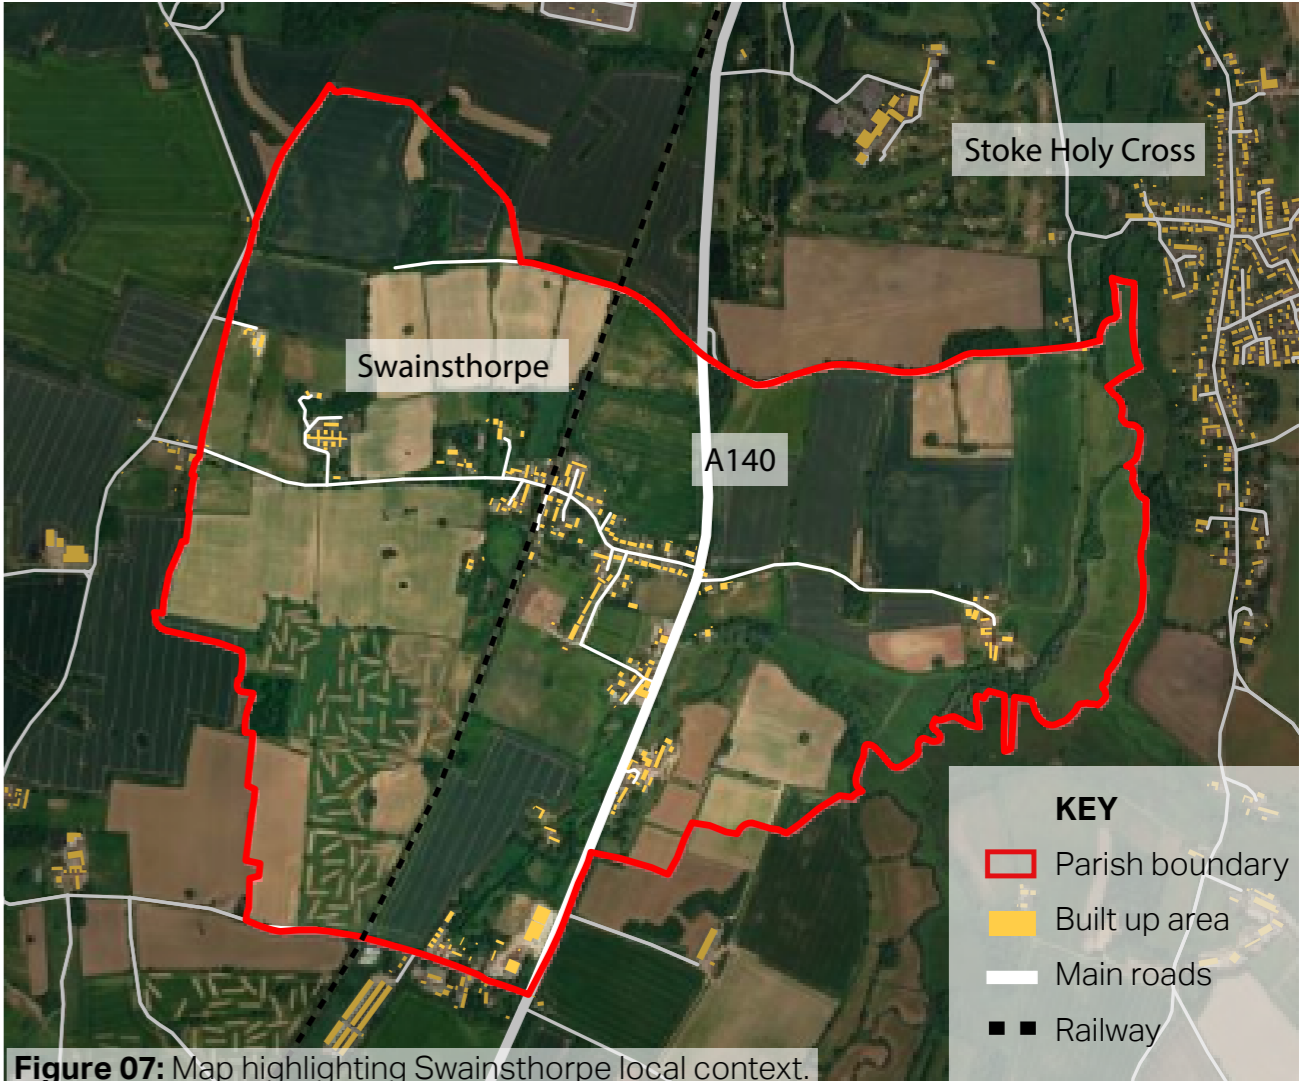 Stoke Holy Cross
Swainsthorpe
A140
KEY
Parish boundary
Built up area
Main roads
Railway
Figure 07: Map highlighting Swainsthorpe local context.